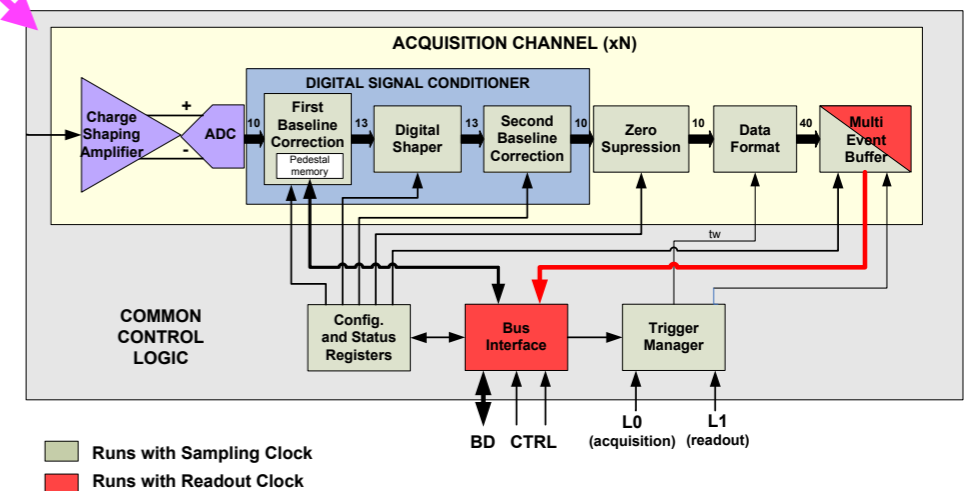 ACQUISITION CHANNEL (xN)
DIGITAL SIGNAL CONDITIONER
Charge
Shaping
Amplifier
+
-
ADC
10
First
Baseline
Correction
Pedestal
memory
13
Digital
Shaper
13
Second
Baseline
Correction
10
Zero
Supression
10
Data
Format
40
Multi
Event
Buffer
tw
COMMON
CONTROL
LOGIC
Config.
and Status
Registers
Bus
Interface
Trigger
Manager
BD
CTRL
L0
(acquisition)
L1
(readout)
Runs with Sampling Clock
Runs with Readout Clock